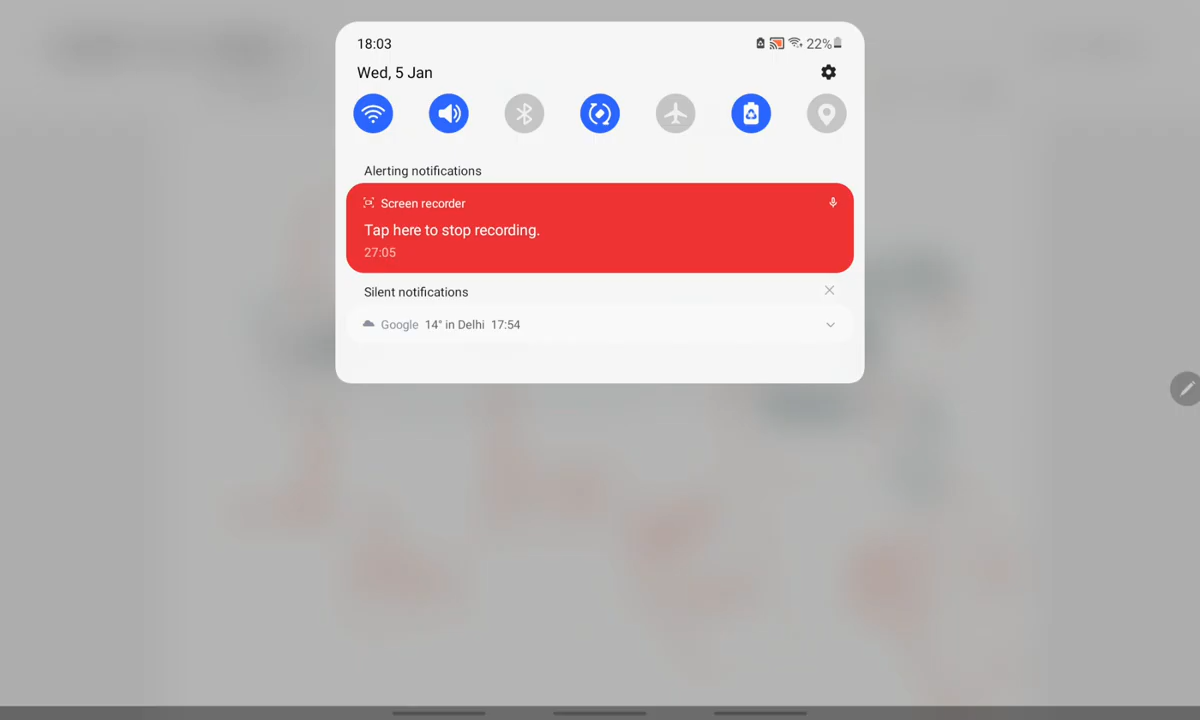 18:03 22%
Wed, 5 Jan
Alerting notifications
Screen recorder
Tap here to stop recording.
27:05
Silent notifications
Google 14° in Delhi 17:54